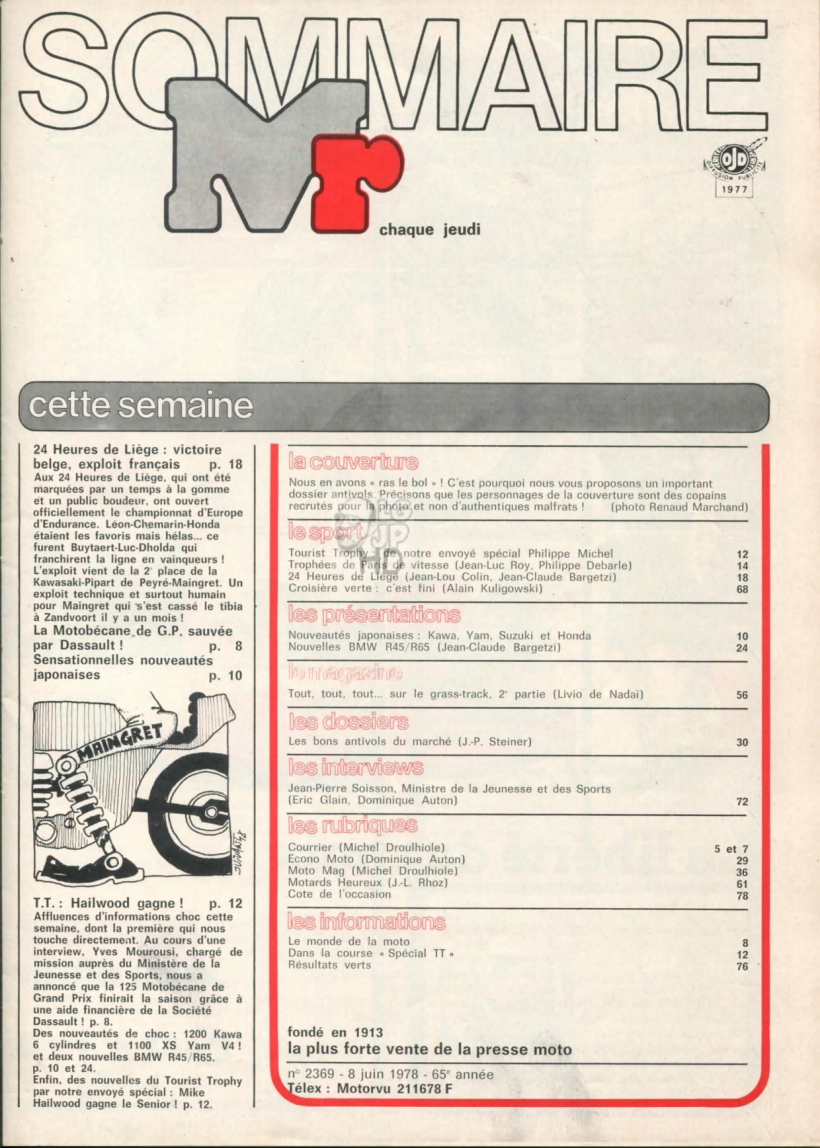 SOMMAIRE
Mr
chaque jeudi
OJD
DIFFUSION PUBLICITÉ
1977
cette semaine
24 Heures de Liège : victoire
belge, exploit français p. 18
Aux 24 Heures de Liège, qui ont été
marquées par un temps à la gomme
et un public boudeur, ont ouvert
officiellement le championnat d'Europe
d'Endurance. Léon-Chemarin-Honda
étaient les favoris mais hélas... ce
furent Buytaert-Luc-Dholda qui
franchirent la ligne en vainqueurs !
L'exploit vient de la 2e place de la
Kawasaki-Pipart de Peyré-Maingret. Un
exploit technique et surtout humain
pour Maingret qui s'est cassé le tibia
à Zandvoort il y a un mois !
La Motobécane de G.P. sauvée
par Dassault ! p. 8
Sensationnelles nouveautés
japonaises p. 10
MAINGRET
T.T. : Hailwood gagne ! p. 12
Affluences d'informations choc cette
semaine, dont la première qui nous
touche directement. Au cours d'une
interview, Yves Mourousi, chargé de
mission auprès du Ministère de la
Jeunesse et des Sports, nous a
annoncé que la 125 Motobécane de
Grand Prix finirait la saison grâce à
une aide financière de la Société
Dassault ! p. 8.
Des nouveautés de choc : 1200 Kawa
6 cylindres et 1100 XS Yam V4 !
et deux nouvelles BMW R45/R65.
p. 10 et 24.
Enfin, des nouvelles du Tourist Trophy
par notre envoyé spécial : Mike
Hailwood gagne le Senior ! p. 12.
la couverture
Nous en avons « ras le bol » ! C'est pourquoi nous vous proposons un important
dossier antivols. Précisons que les personnages de la couverture sont des copains
recrutés pour la photo et non d'authentiques malfrats ! (photo Renaud Marchand)
le sport
Tourist Trophy : de notre envoyé spécial Philippe Michel 12
Trophées de Paris de vitesse (Jean-Luc Roy, Philippe Debarle) 14
24 Heures de Liège (Jean-Lou Colin, Jean-Claude Bargetzi) 18
Croisière verte : c'est fini (Alain Kuligowski) 68
les présentations
Nouveautés japonaises : Kawa, Yam, Suzuki et Honda 10
Nouvelles BMW R45/R65 (Jean-Claude Bargetzi) 24
le magazine
Tout, tout, tout... sur le grass-track, 2e partie (Livio de Nadaï) 56
les dossiers
Les bons antivols du marché (J.-P. Steiner) 30
les interviews
Jean-Pierre Soisson, Ministre de la Jeunesse et des Sports
(Eric Glain, Dominique Auton) 72
les rubriques
Courrier (Michel Droulhiole) 5 et 7
Econo Moto (Dominique Auton) 29
Moto Mag (Michel Droulhiole) 36
Motards Heureux (J.-L. Rhoz) 61
Cote de l'occasion 78
les informations
Le monde de la moto 8
Dans la course « Spécial TT » 12
Résultats verts 76
fondé en 1913
la plus forte vente de la presse moto
n° 2369 - 8 juin 1978 - 65e année
Télex : Motorvu 211678 F